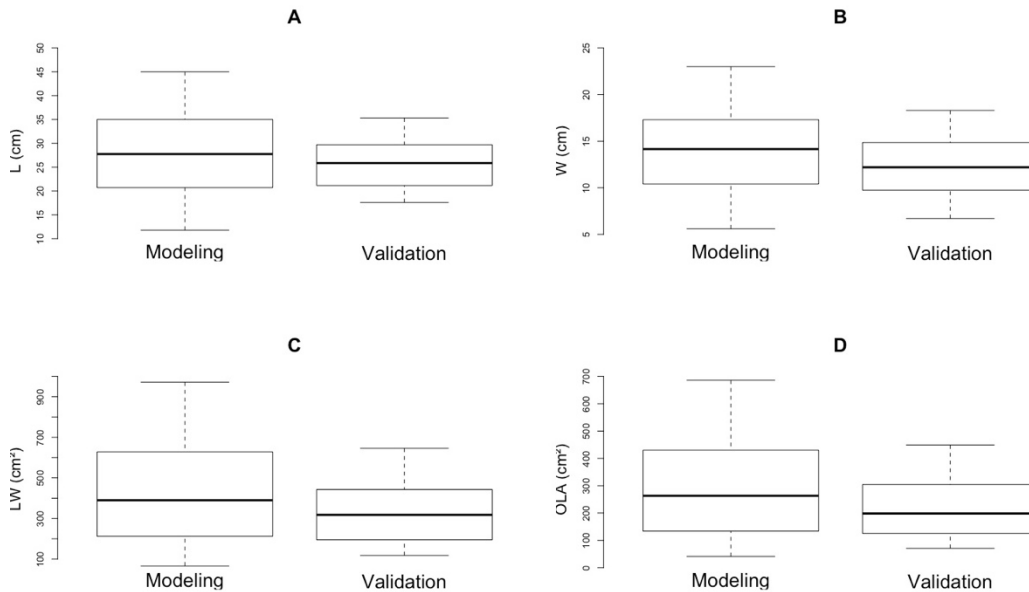 A
L (cm)
50
45
40
35
30
25
20
15
10
Modeling
Validation
B
W (cm)
25
20
15
10
5
Modeling
Validation
C
LW (cm²)
900
700
500
300
100
Modeling
Validation
D
OLA (cm²)
700
600
500
400
300
200
100
0
Modeling
Validation